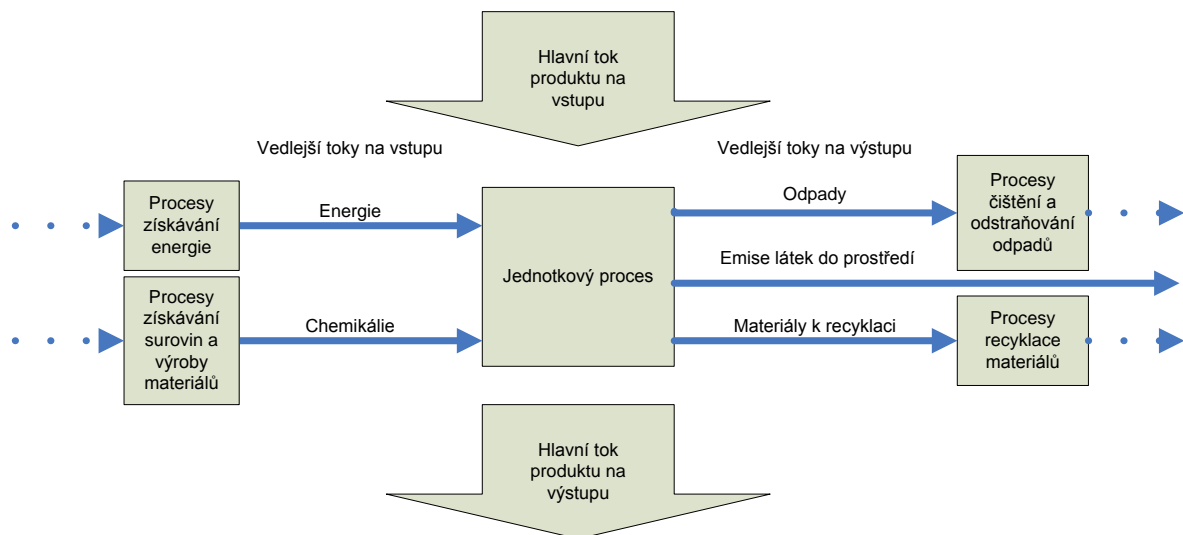 Hlavní tok
produktu na
vstupu
Vedlejší toky na vstupu
Vedlejší toky na výstupu
Procesy
získávání
energie
Energie
Procesy
získávání
surovin a
výroby
materiálů
Chemikálie
Jednotkový proces
Odpady
Procesy
čištění a
odstraňování
odpadů
Emise látek do prostředí
Materiály k recyklaci
Procesy
recyklace
materiálů
Hlavní tok
produktu na
výstupu